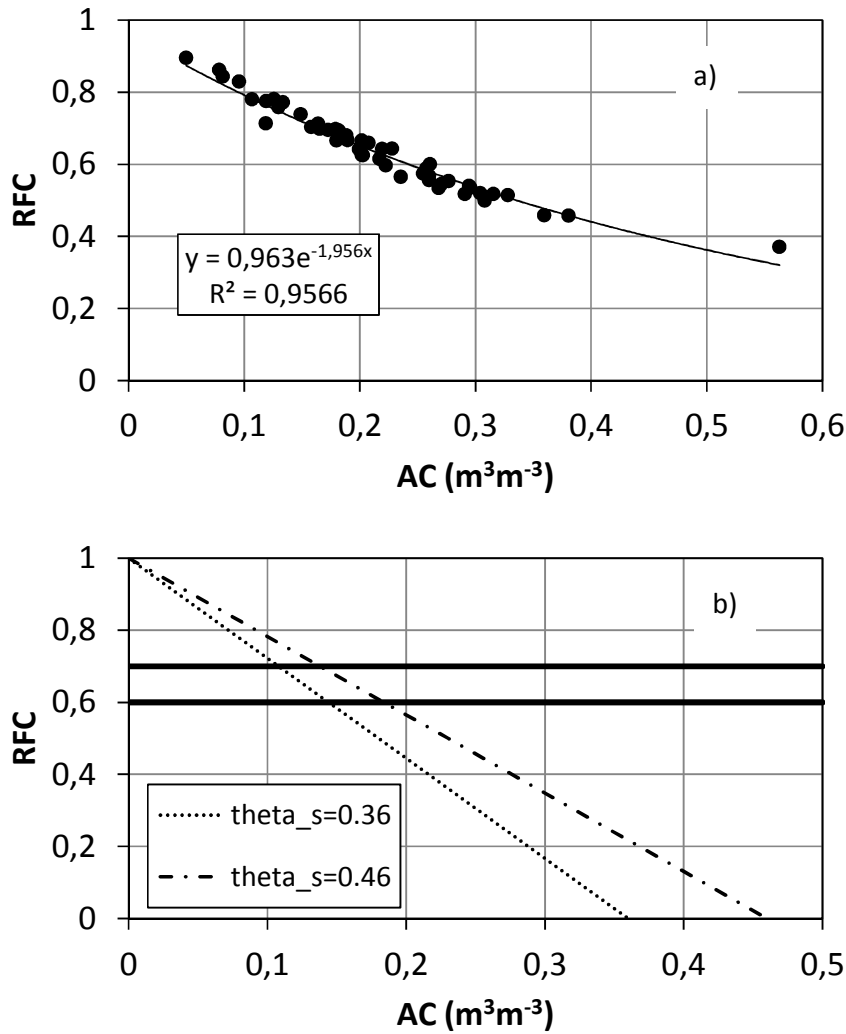 1
0,8
0,6
0,4
0,2
0
RFC
a)
y = 0,963e^-1,956x
R² = 0,9566
0 0,1 0,2 0,3 0,4 0,5 0,6
AC (m³m⁻³)
1
0,8
0,6
0,4
0,2
0
RFC
b)
theta_s=0.36
theta_s=0.46
0 0,1 0,2 0,3 0,4 0,5
AC (m³m⁻³)